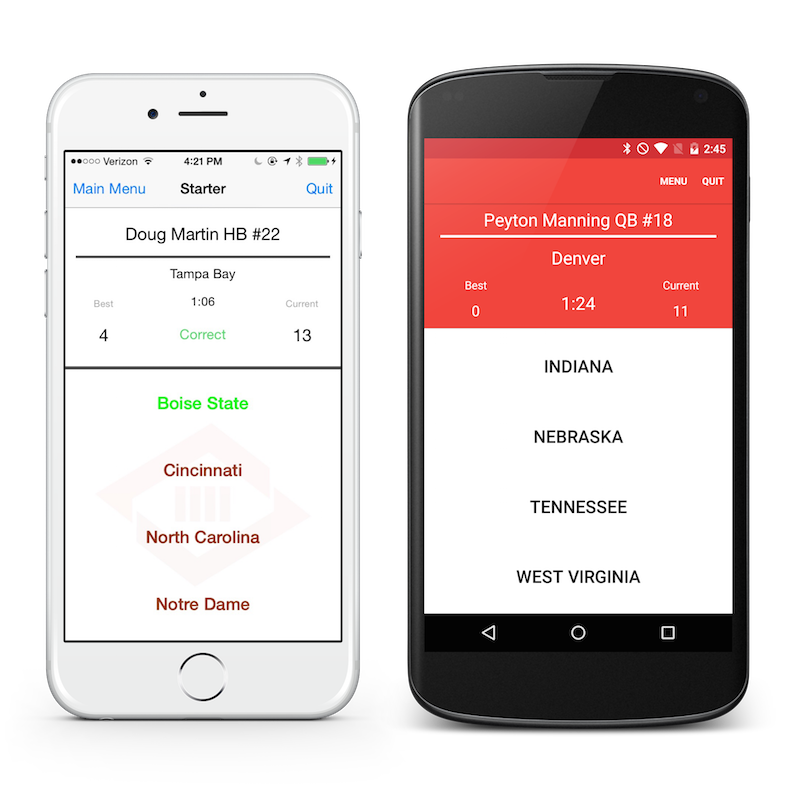 ●●○○○ Verizon 4:21 PM
Main Menu Starter Quit
Doug Martin HB #22
Tampa Bay
Best 1:06 Current
4 Correct 13
Boise State
Cincinnati
North Carolina
Notre Dame
2:45
MENU QUIT
Peyton Manning QB #18
Denver
Best 1:24 Current
0 11
INDIANA
NEBRASKA
TENNESSEE
WEST VIRGINIA